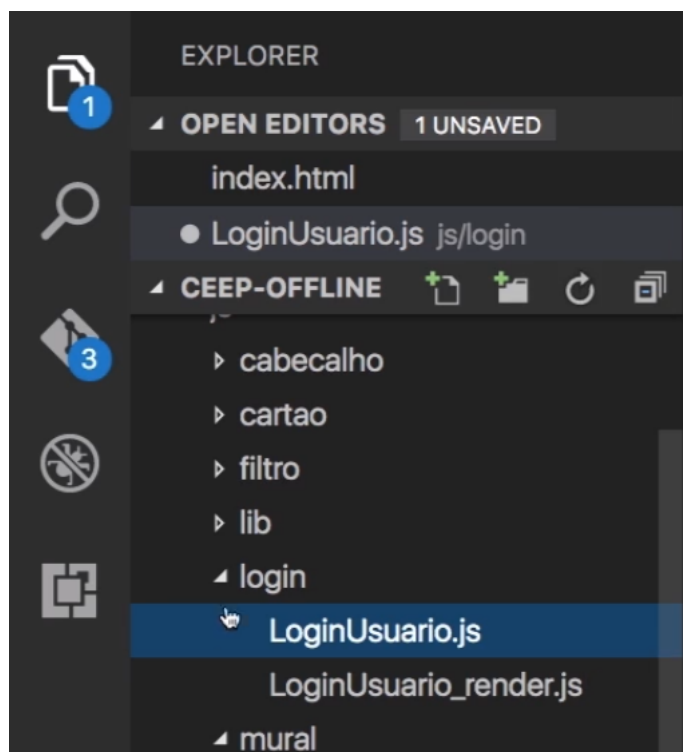 EXPLORER
1
OPEN EDITORS 1 UNSAVED
index.html
LoginUsuario.js js/login
CEEP-OFFLINE
js
3
cabecalho
cartao
filtro
lib
login
LoginUsuario.js
LoginUsuario_render.js
mural